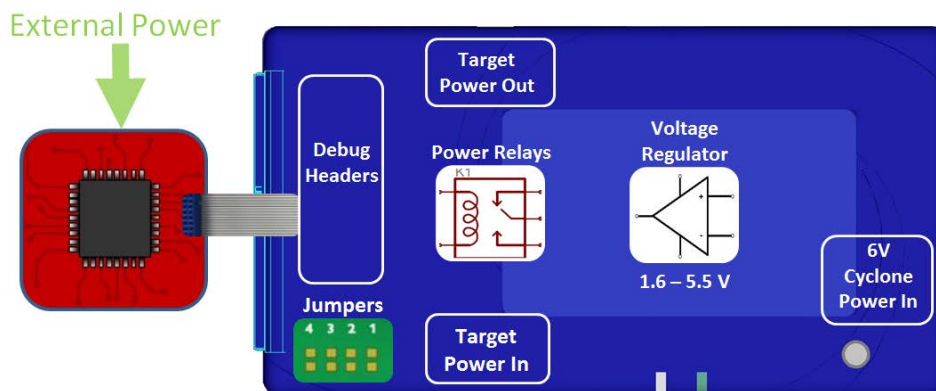 External Power
Target
Power Out
Debug
Headers
Power Relays
K1
Voltage
Regulator
+
-
1.6 – 5.5 V
6V
Cyclone
Power In
Jumpers
4 3 2 1
Target
Power In